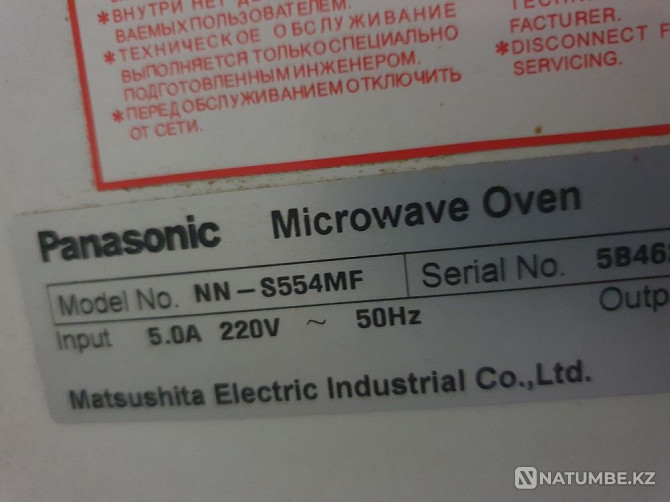 *ВНУТРИ НЕТ
ВАЕМЫХ ПОЛЬЗОВАТЕЛЕМ.
*ТЕХНИЧЕСКОЕ ОБСЛУЖИВАНИЕ
ВЫПОЛНЯЕТСЯ ТОЛЬКО СПЕЦИАЛЬНО
ПОДГОТОВЛЕННЫМ ИНЖЕНЕРОМ.
*ПЕРЕД ОБСЛУЖИВАНИЕМ ОТКЛЮЧИТЬ
ОТ СЕТИ.
FACTURER.
*DISCONNECT F
SERVICING.
Panasonic Microwave Oven
Model No. NN-S554MF Serial No. 5B46
Input 5.0A 220V ~ 50Hz Outp
Matsushita Electric Industrial Co.,Ltd.
NATUMBE.KZ